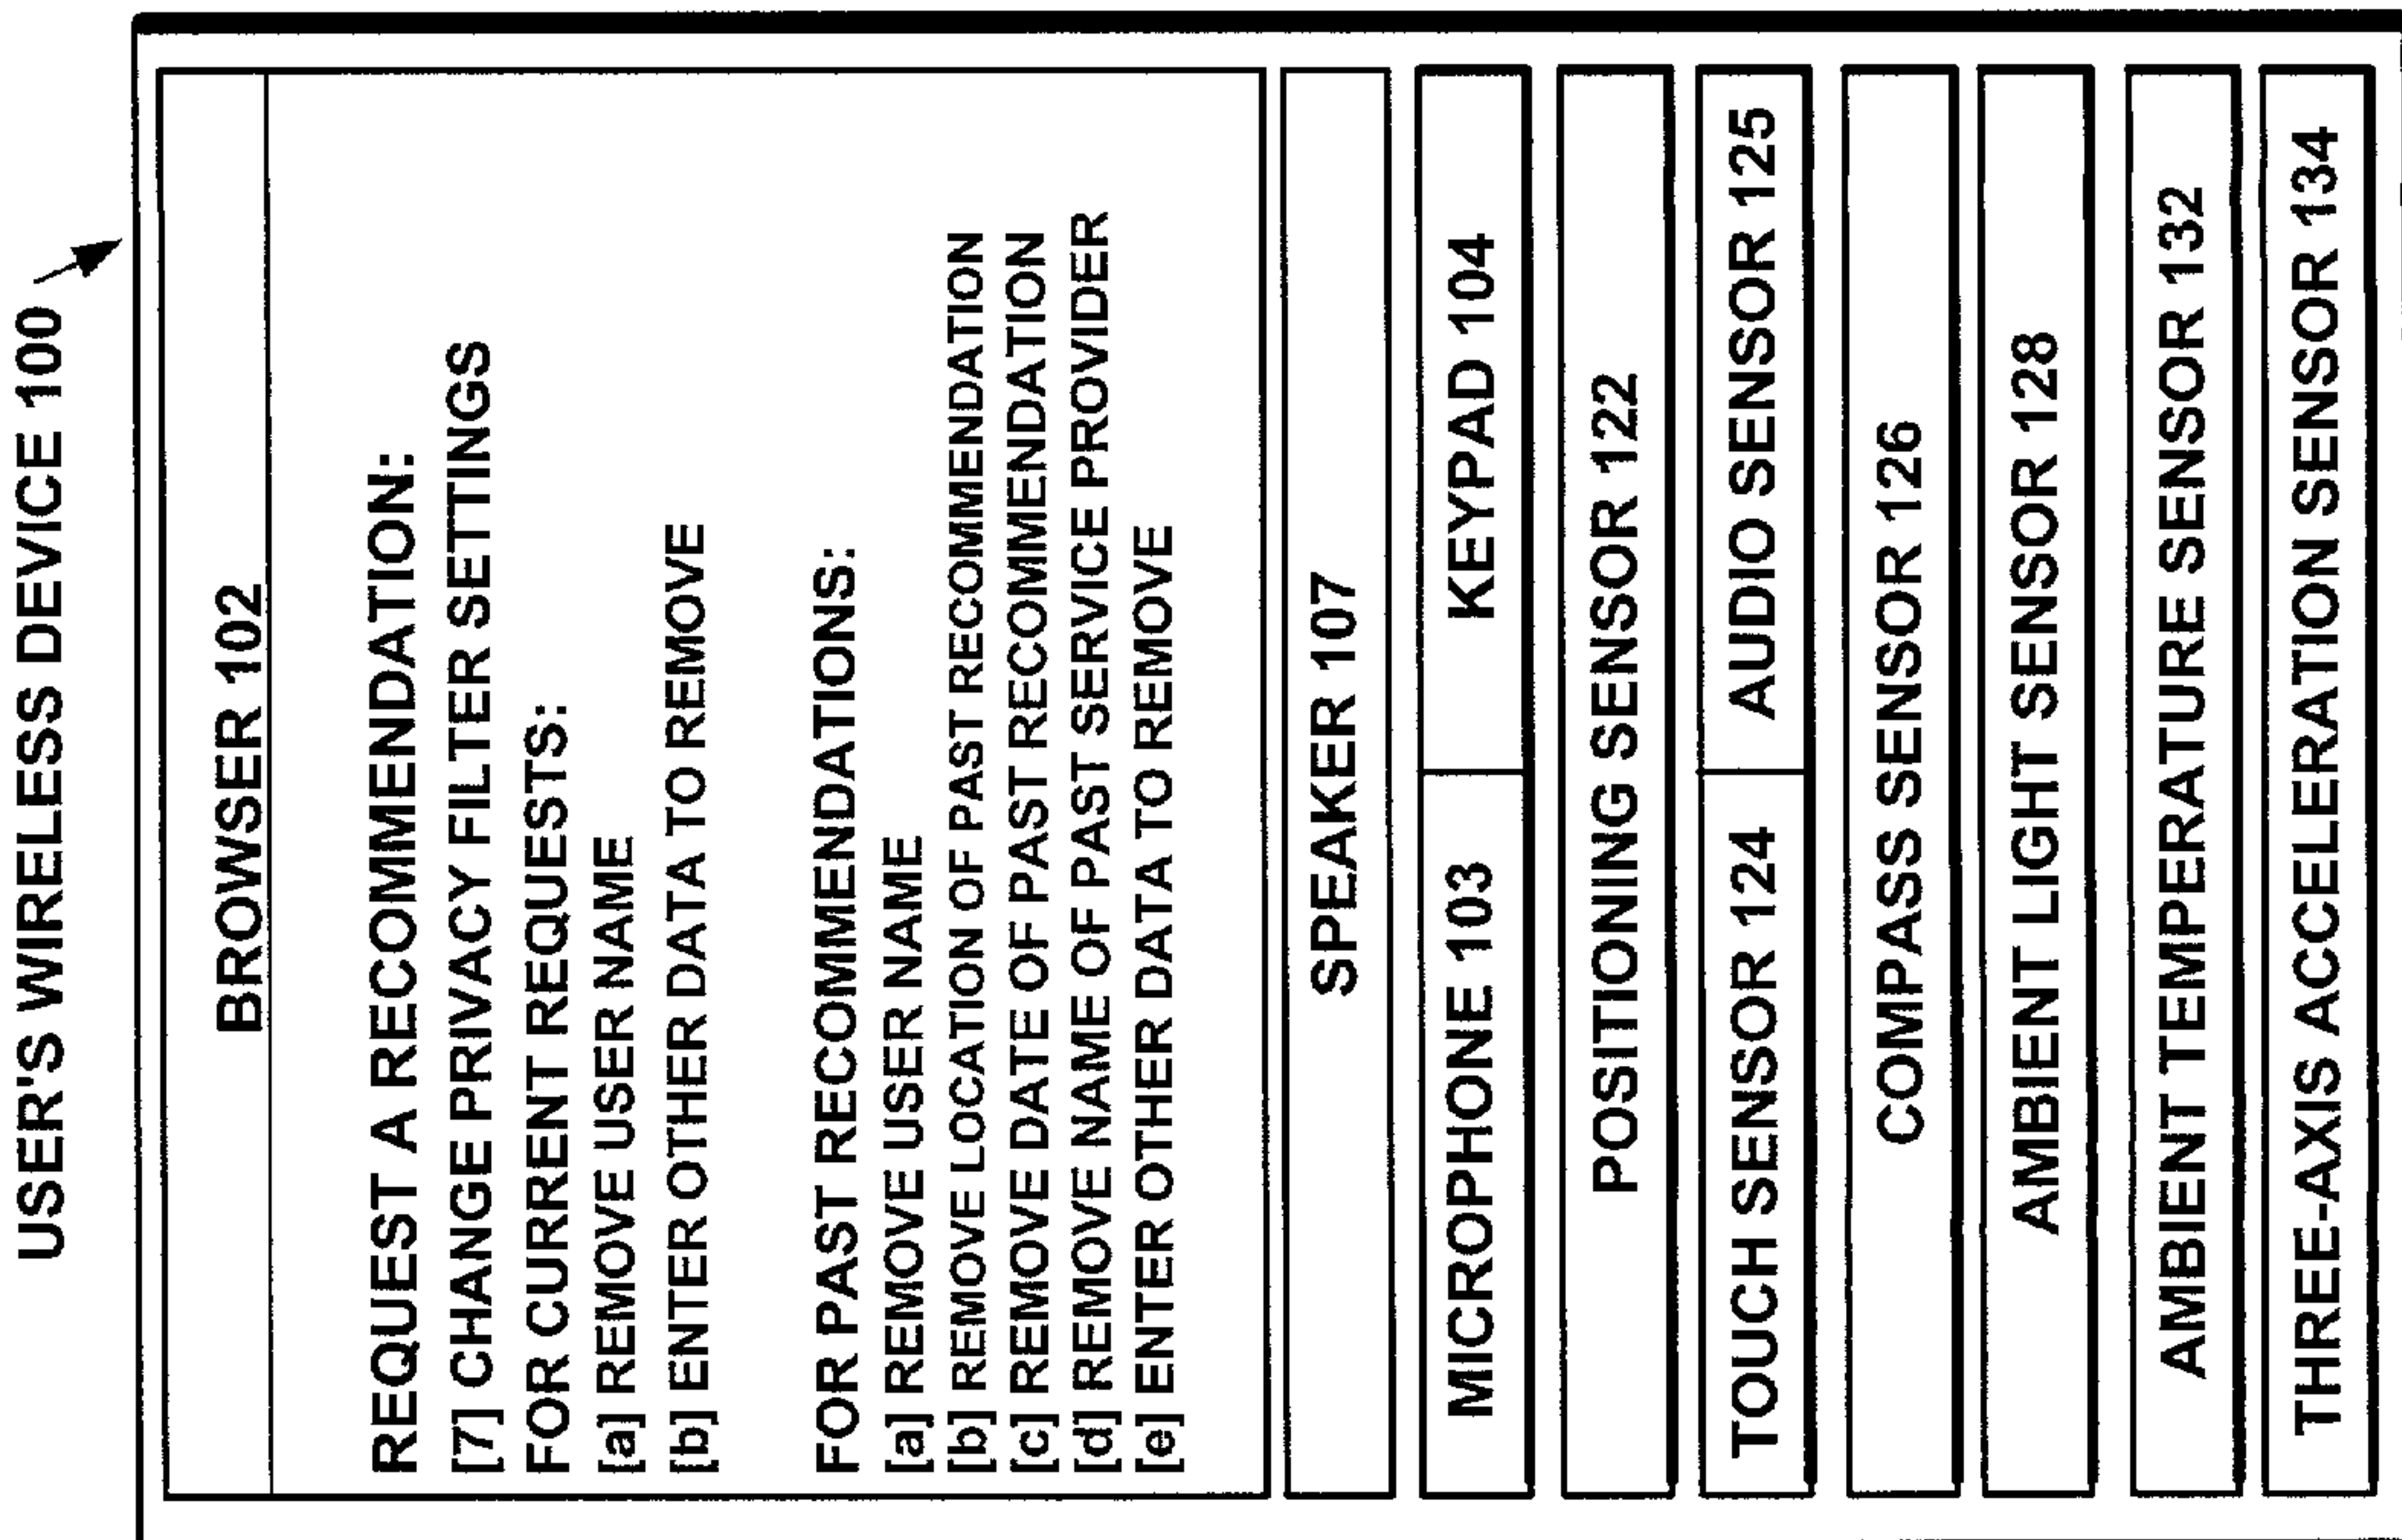 USER'S WIRELESS DEVICE 100
BROWSER 102
REQUEST A RECOMMENDATION:
[7] CHANGE PRIVACY FILTER SETTINGS
FOR CURRENT REQUESTS:
[a] REMOVE USER NAME
[b] ENTER OTHER DATA TO REMOVE
FOR PAST RECOMMENDATIONS:
[a] REMOVE USER NAME
[b] REMOVE LOCATION OF PAST RECOMMENDATION
[c] REMOVE DATE OF PAST RECOMMENDATION
[d] REMOVE NAME OF PAST SERVICE PROVIDER
[e] ENTER OTHER DATA TO REMOVE
SPEAKER 107
MICROPHONE 103 KEYPAD 104
POSITIONING SENSOR 122
TOUCH SENSOR 124 AUDIO SENSOR 125
COMPASS SENSOR 126
AMBIENT LIGHT SENSOR 128
AMBIENT TEMPERATURE SENSOR 132
THREE-AXIS ACCELERATION SENSOR 134